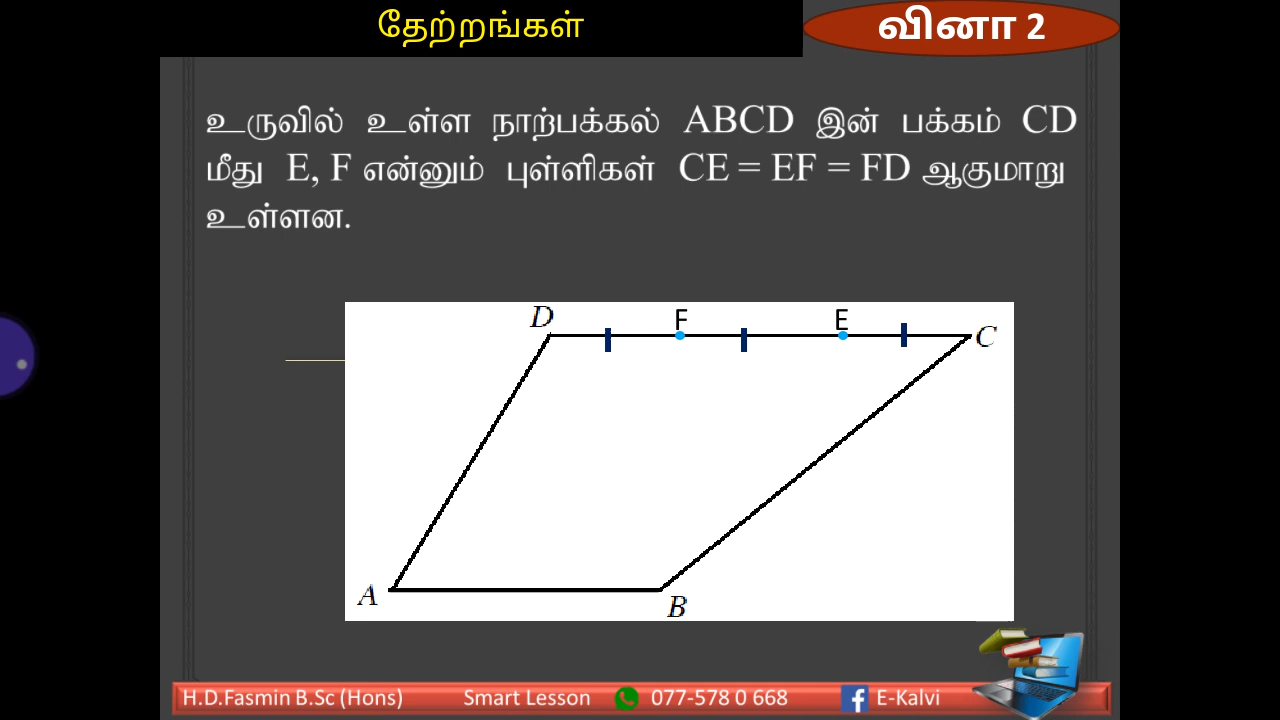 தேற்றங்கள்
வினா 2
உருவில் உள்ள நாற்பக்கல் ABCD இன் பக்கம் CD
மீது E, F என்னும் புள்ளிகள் CE = EF = FD ஆகுமாறு
உள்ளன.
D F E C
A B
H.D.Fasmin B.Sc (Hons) Smart Lesson 077-578 0 668 E-Kalvi